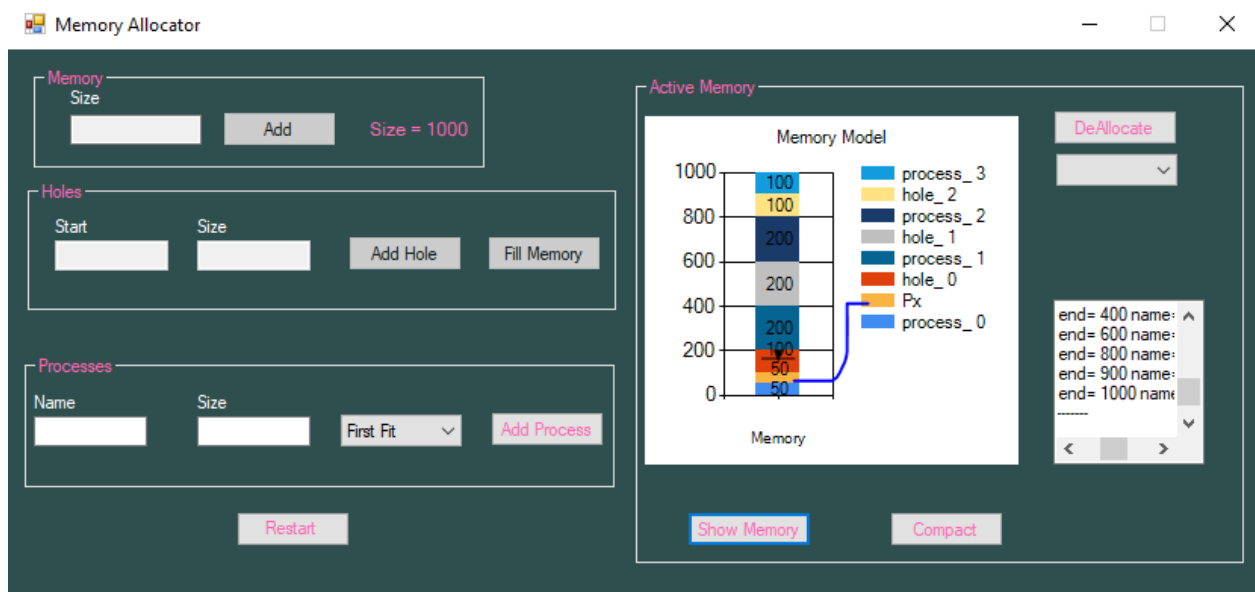 Memory Allocator
Memory
Size
Add
Size = 1000
Holes
Start
Size
Add Hole
Fill Memory
Processes
Name
Size
First Fit
Add Process
Restart
Active Memory
Memory Model
1000
800
600
400
200
0
100
100
200
200
200
100
50
50
Memory
process_ 3
hole_ 2
process_ 2
hole_ 1
process_ 1
hole_ 0
Px
process_ 0
DeAllocate
end= 400 name=
end= 600 name=
end= 800 name=
end= 900 name=
end= 1000 name
-------
Show Memory
Compact